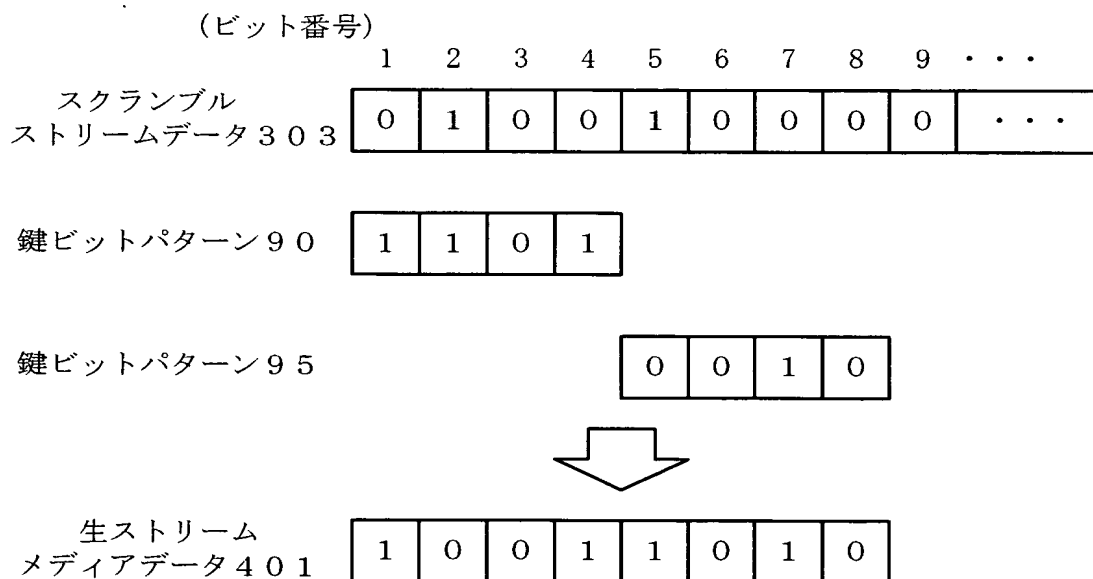 (ビット番号)
1 2 3 4 5 6 7 8 9 ・・・
スクランブル
ストリームデータ303
0 1 0 0 1 0 0 0 0 ・・・
鍵ビットパターン90
1 1 0 1
鍵ビットパターン95
0 0 1 0
生ストリーム
メディアデータ401
1 0 0 1 1 0 1 0